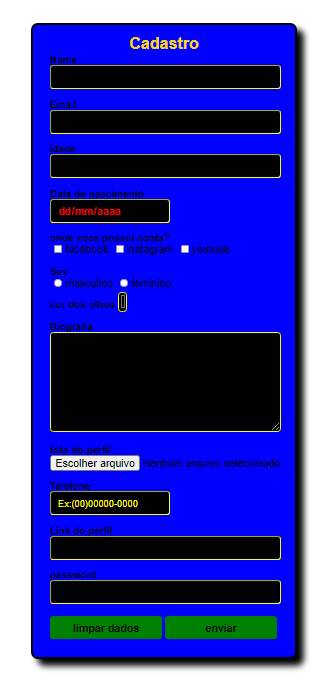 Cadastro
Name
Email
idade
Data de nascimento
dd/mm/aaaa
onde voce possui conta?
facebook instagram youtube
Sex
masculino feminino
cor dos olhos
Biografia
foto do perfil
Escolher arquivo Nenhum arquivo selecionado
Telefone
Ex:(00)00000-0000
Link do perfil
password
limpar dados enviar